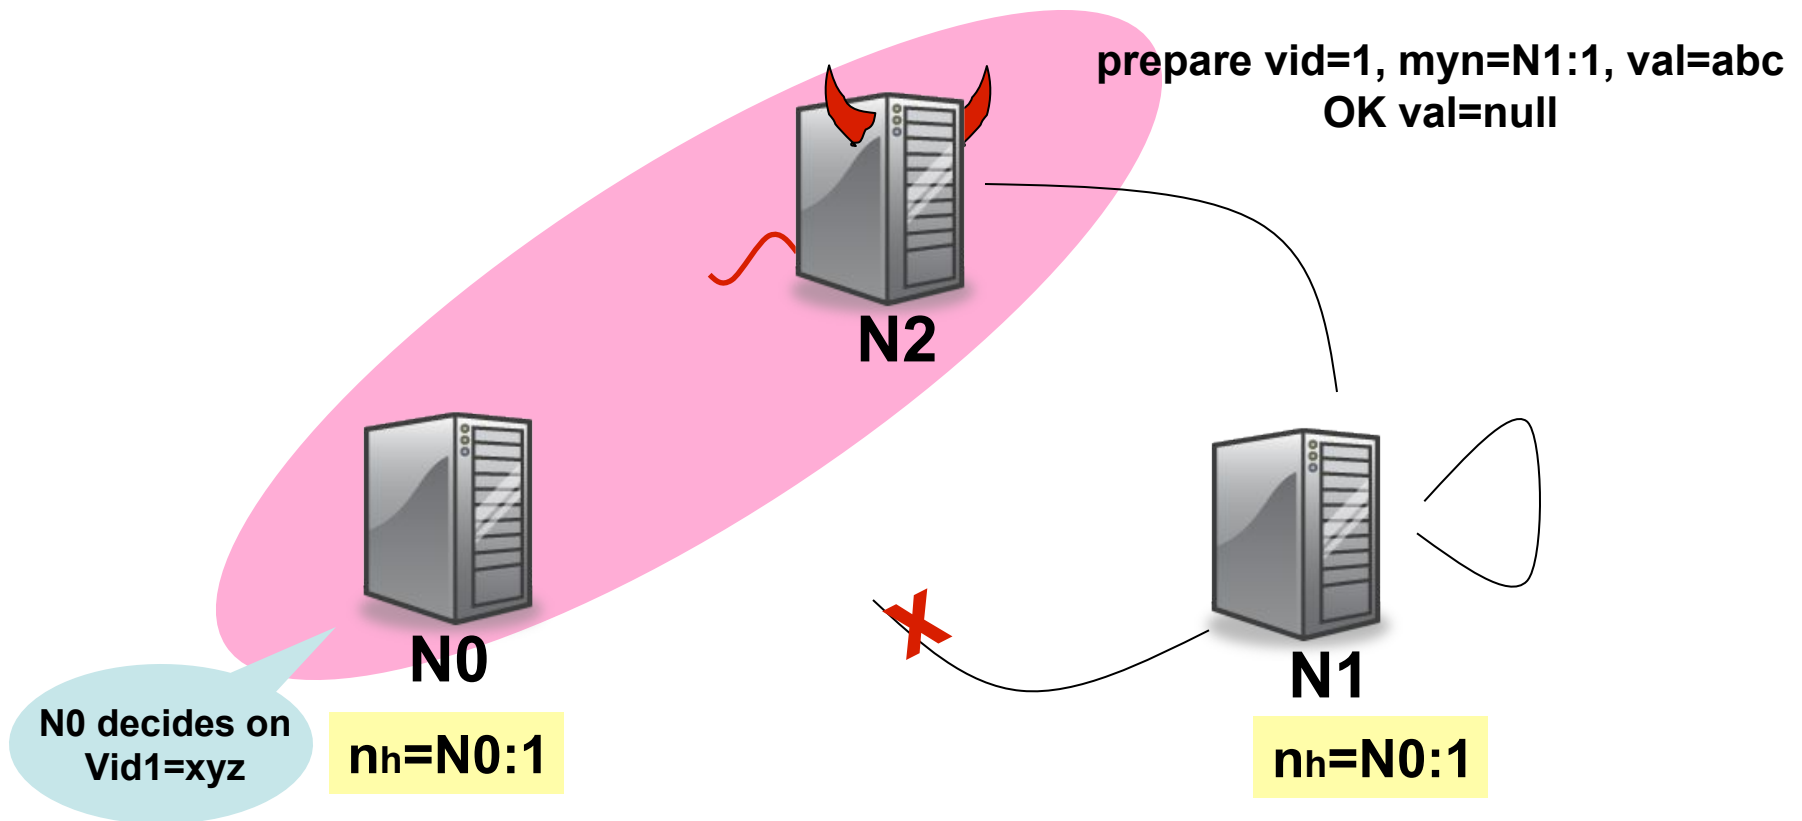 prepare vid=1, myn=N1:1, val=abc
OK val=null
N2
N0
N1
N0 decides on
Vid1=xyz
nh=N0:1
nh=N0:1